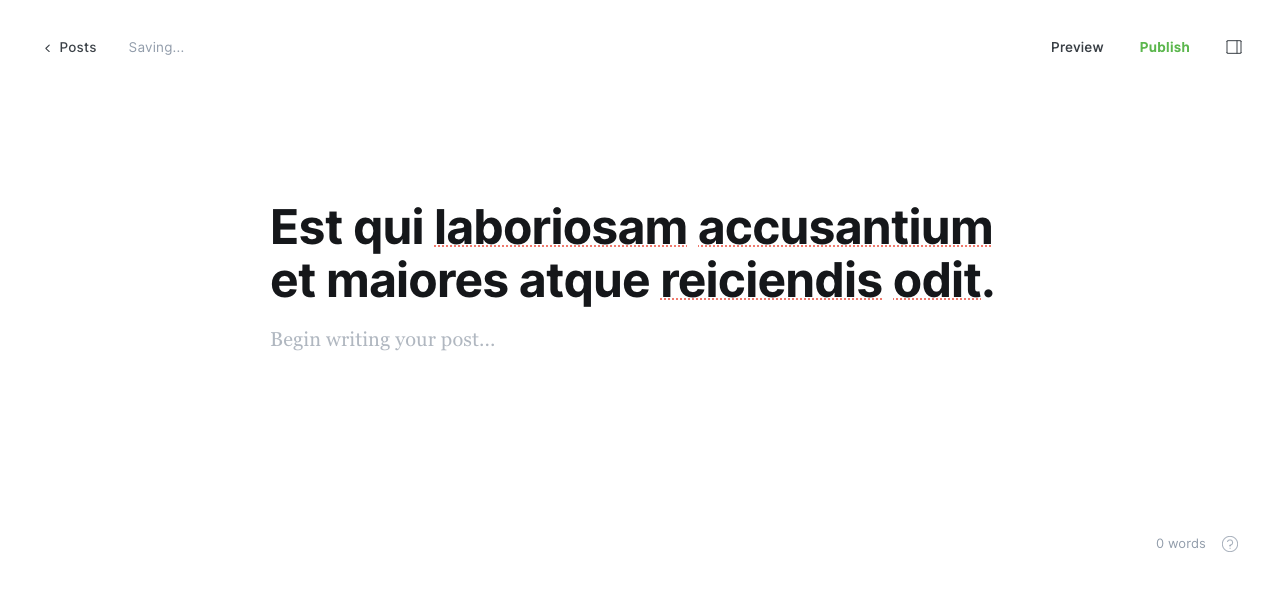 Posts
Saving...
Preview
Publish
Est qui laboriosam accusantium
et maiores atque reiciendis odit.
Begin writing your post...
0 words